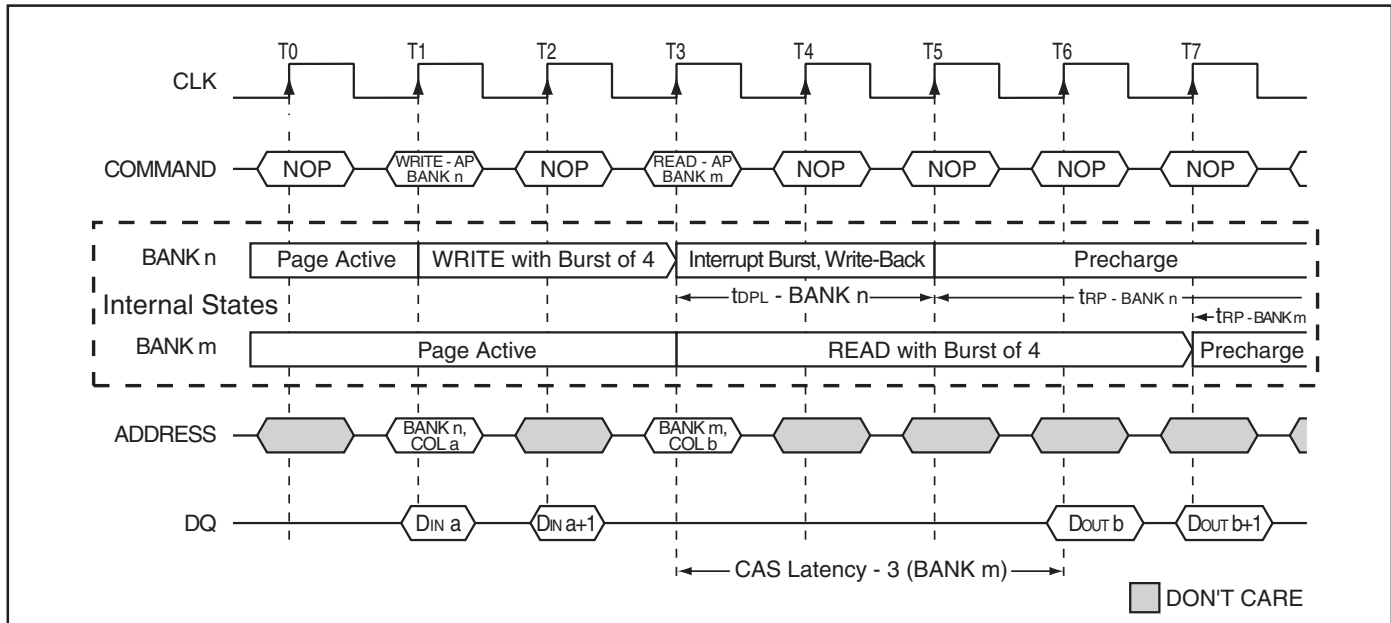 T0 T1 T2 T3 T4 T5 T6 T7
CLK
COMMAND NOP WRITE - AP BANK n NOP READ - AP BANK m NOP NOP NOP NOP
BANK n Page Active WRITE with Burst of 4 Interrupt Burst, Write-Back Precharge
tDPL - BANK n tRP - BANK n
Internal States
tRP - BANK m
BANK m Page Active READ with Burst of 4 Precharge
ADDRESS BANK n, COL a BANK m, COL b
DQ DIN a DIN a+1 DOUT b DOUT b+1
CAS Latency - 3 (BANK m)
DON'T CARE